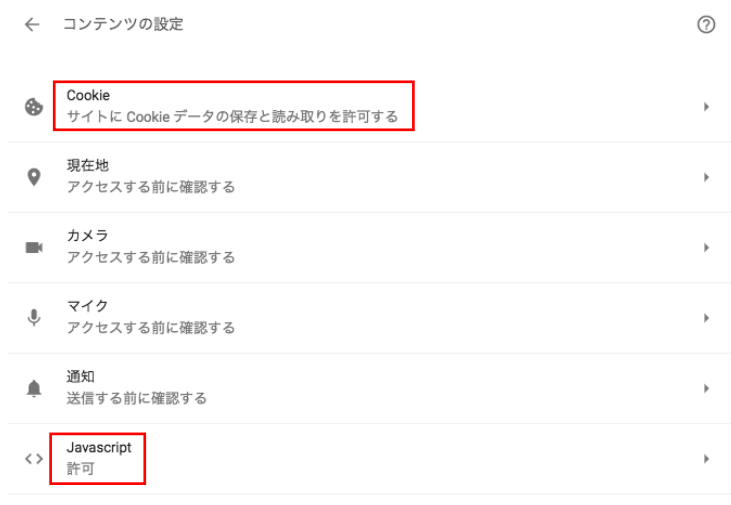 コンテンツの設定
Cookie
サイトに Cookie データの保存と読み取りを許可する
現在地
アクセスする前に確認する
カメラ
アクセスする前に確認する
マイク
アクセスする前に確認する
通知
送信する前に確認する
Javascript
許可